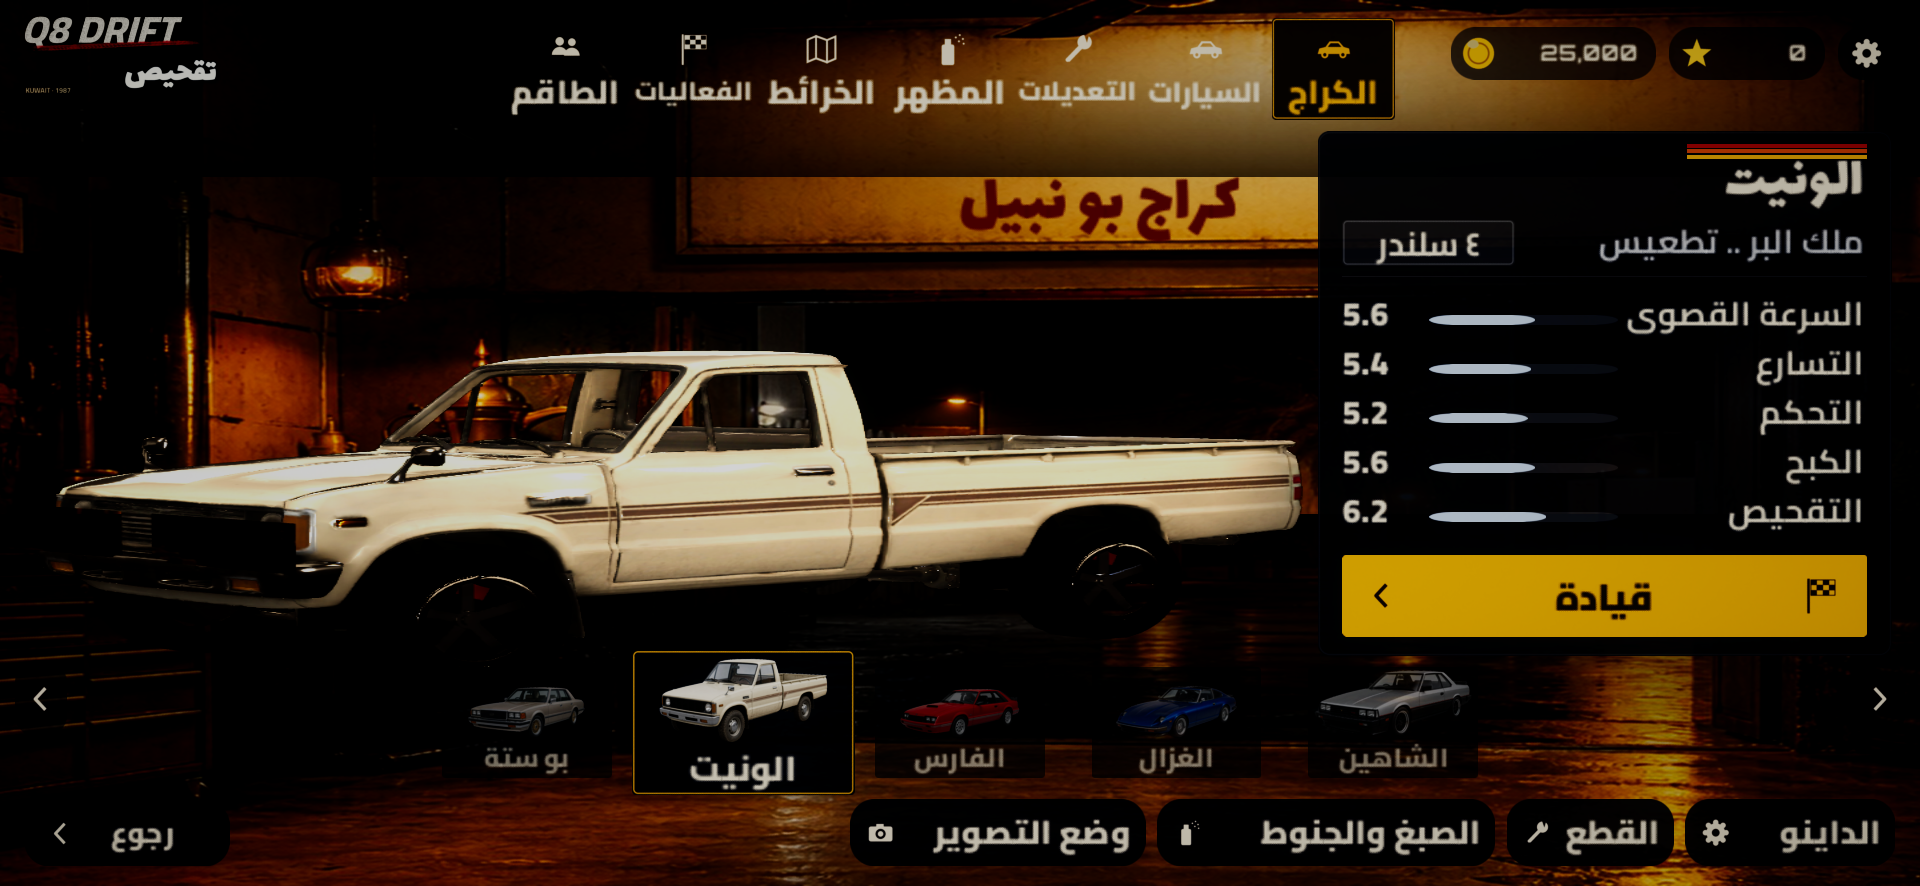 Q8 DRIFT
تقحيص
KUWAIT · 1987
الكراج
السيارات
التعديلات
المظهر
الخرائط
الفعاليات
الطاقم
25,000
0
كراج بو نبيل
الونيت
ملك البر .. تطعيس
٤ سلندر
السرعة القصوى 5.6
التسارع 5.4
التحكم 5.2
الكبح 5.6
التقحيص 6.2
قيادة
الشاهين
الغزال
الفارس
الونيت
بو ستة
الداينو
القطع
الصبغ والجنوط
وضع التصوير
رجوع